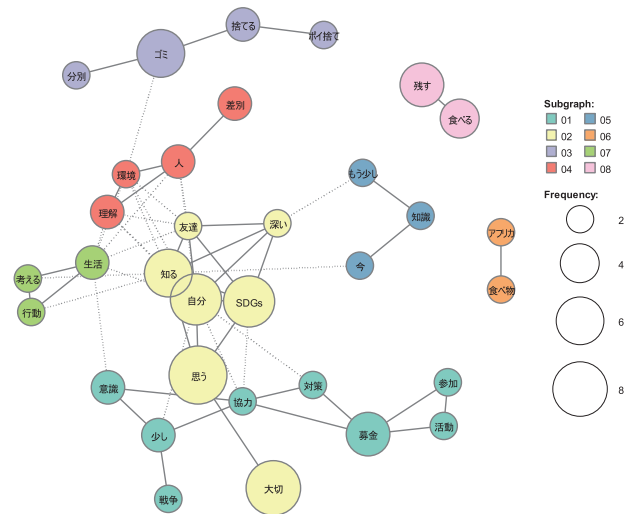 捨てる
ポイ捨て
ゴミ
分別
残す
食べる
差別
人
環境
理解
もう少し
友達
深い
知識
アフリカ
生活
知る
今
考える
自分
SDGs
食べ物
行動
思う
意識
対策
参加
協力
少し
募金
活動
大切
戦争
Subgraph:
01 05
02 06
03 07
04 08
Frequency:
2
4
6
8